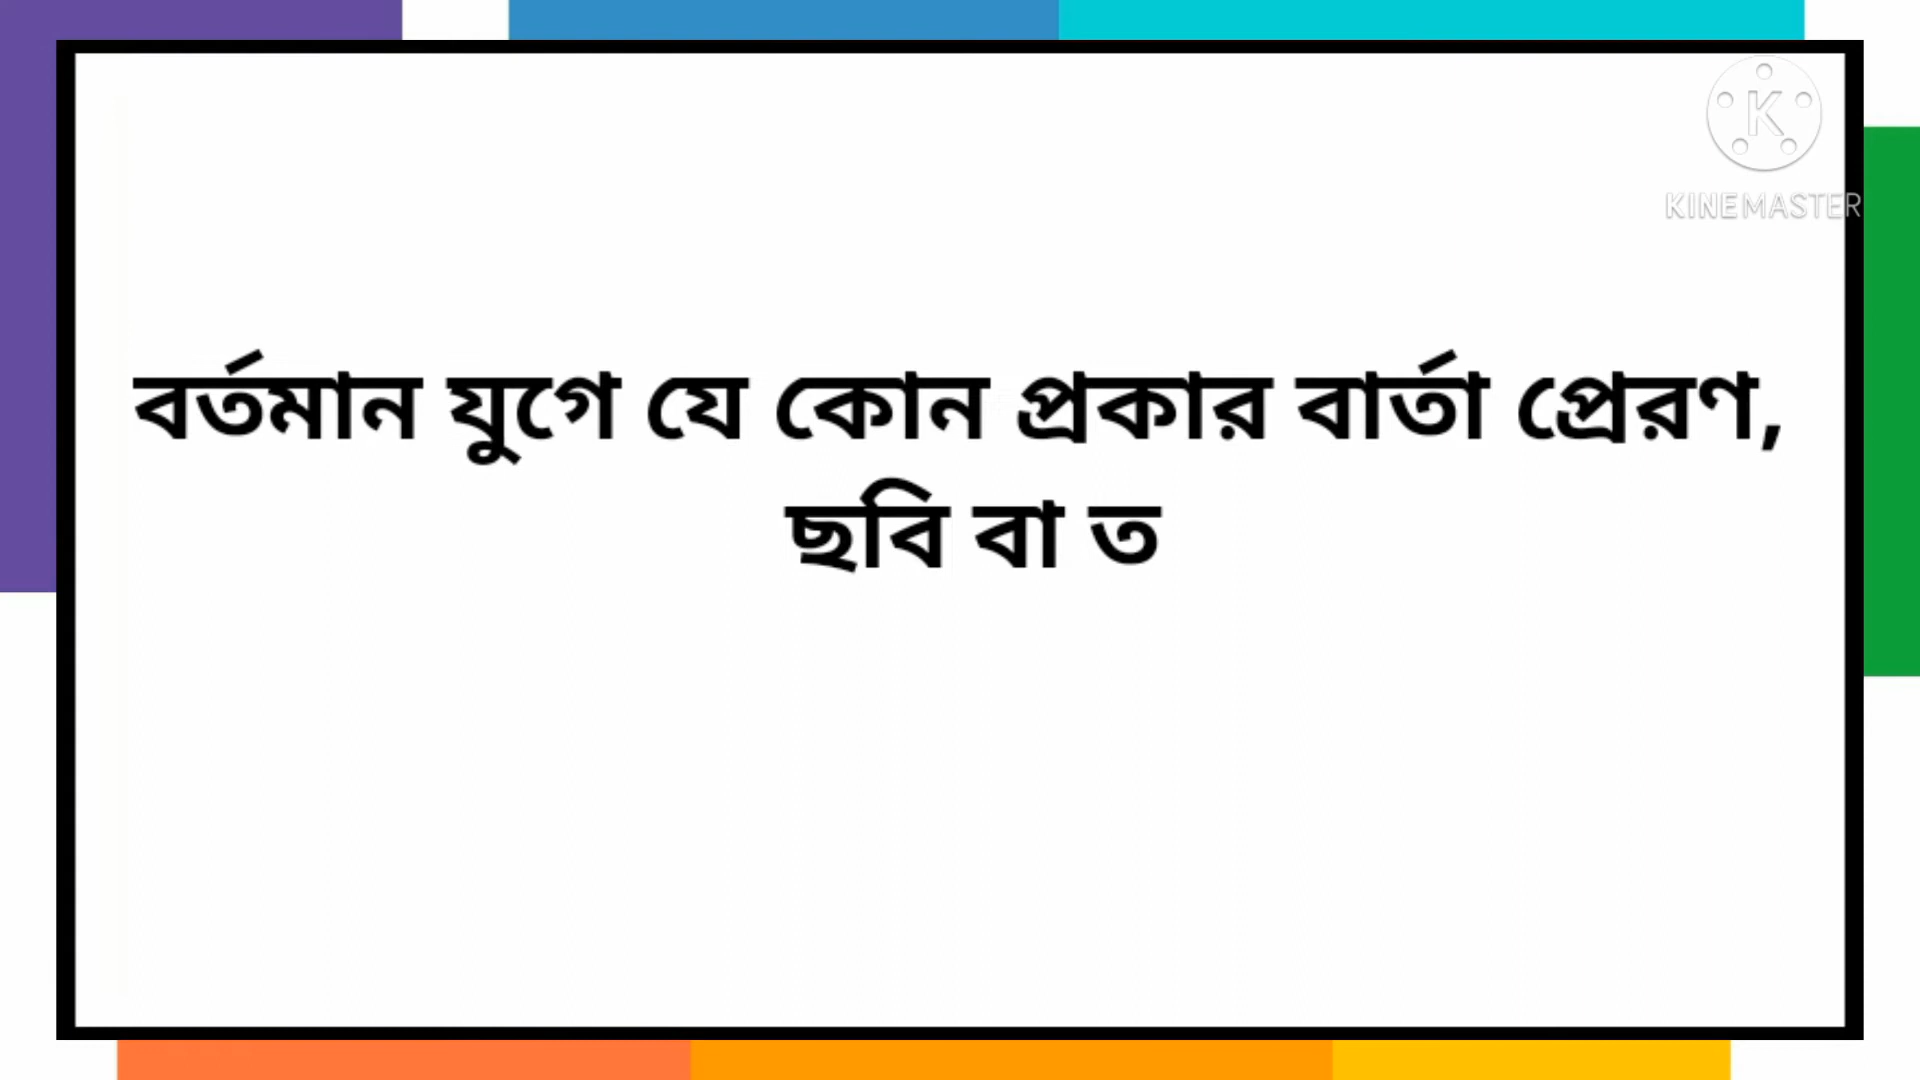 K
KINEMASTER
বর্তমান যুগে যে কোন প্রকার বার্তা প্রেরণ,
ছবি বা ত